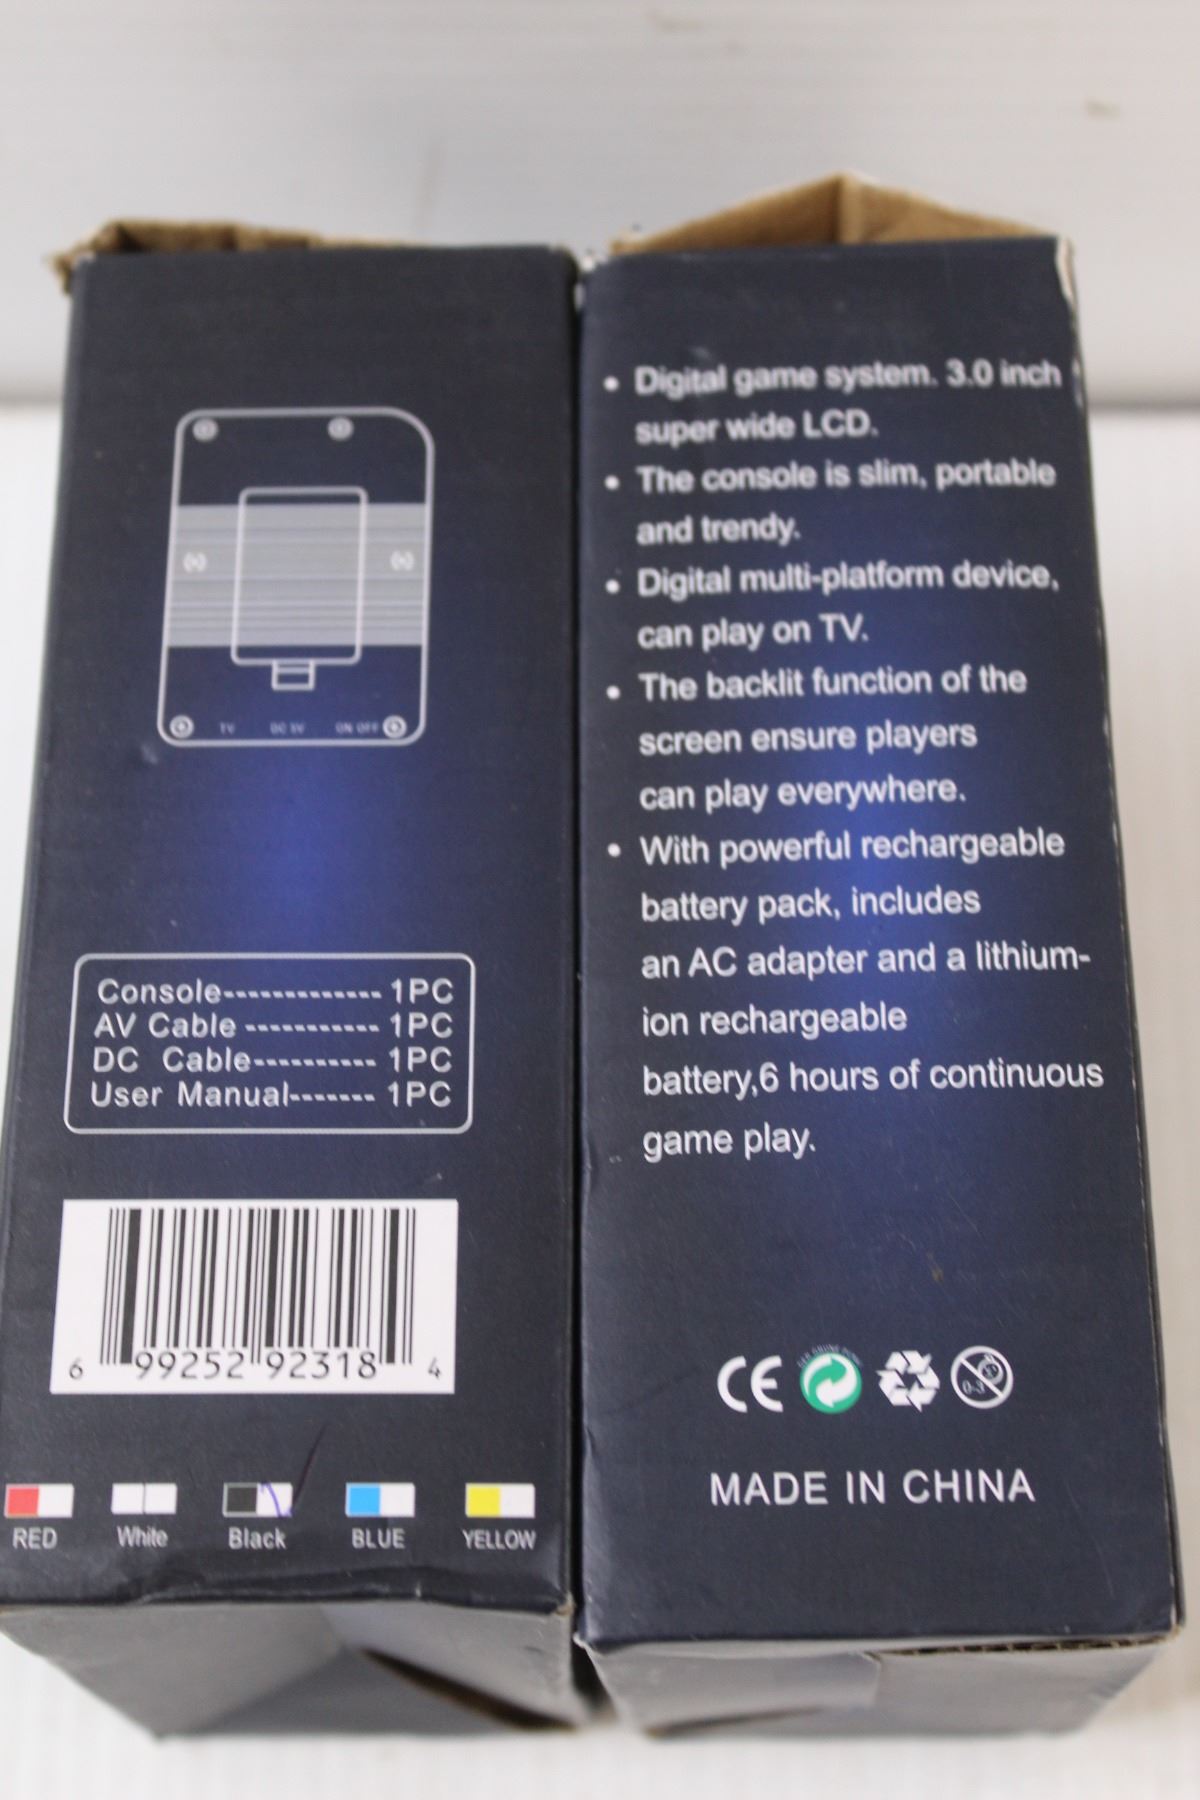 TV DC 5V ON OFF
Console------------- 1PC
AV Cable ----------- 1PC
DC Cable---------- 1PC
User Manual------- 1PC
6 99252 92318 4
RED White Black BLUE YELLOW
• Digital game system. 3.0 inch
super wide LCD.
• The console is slim, portable
and trendy.
• Digital multi-platform device,
can play on TV.
• The backlit function of the
screen ensure players
can play everywhere.
• With powerful rechargeable
battery pack, includes
an AC adapter and a lithium-
ion rechargeable
battery,6 hours of continuous
game play.
CE
0-3
MADE IN CHINA